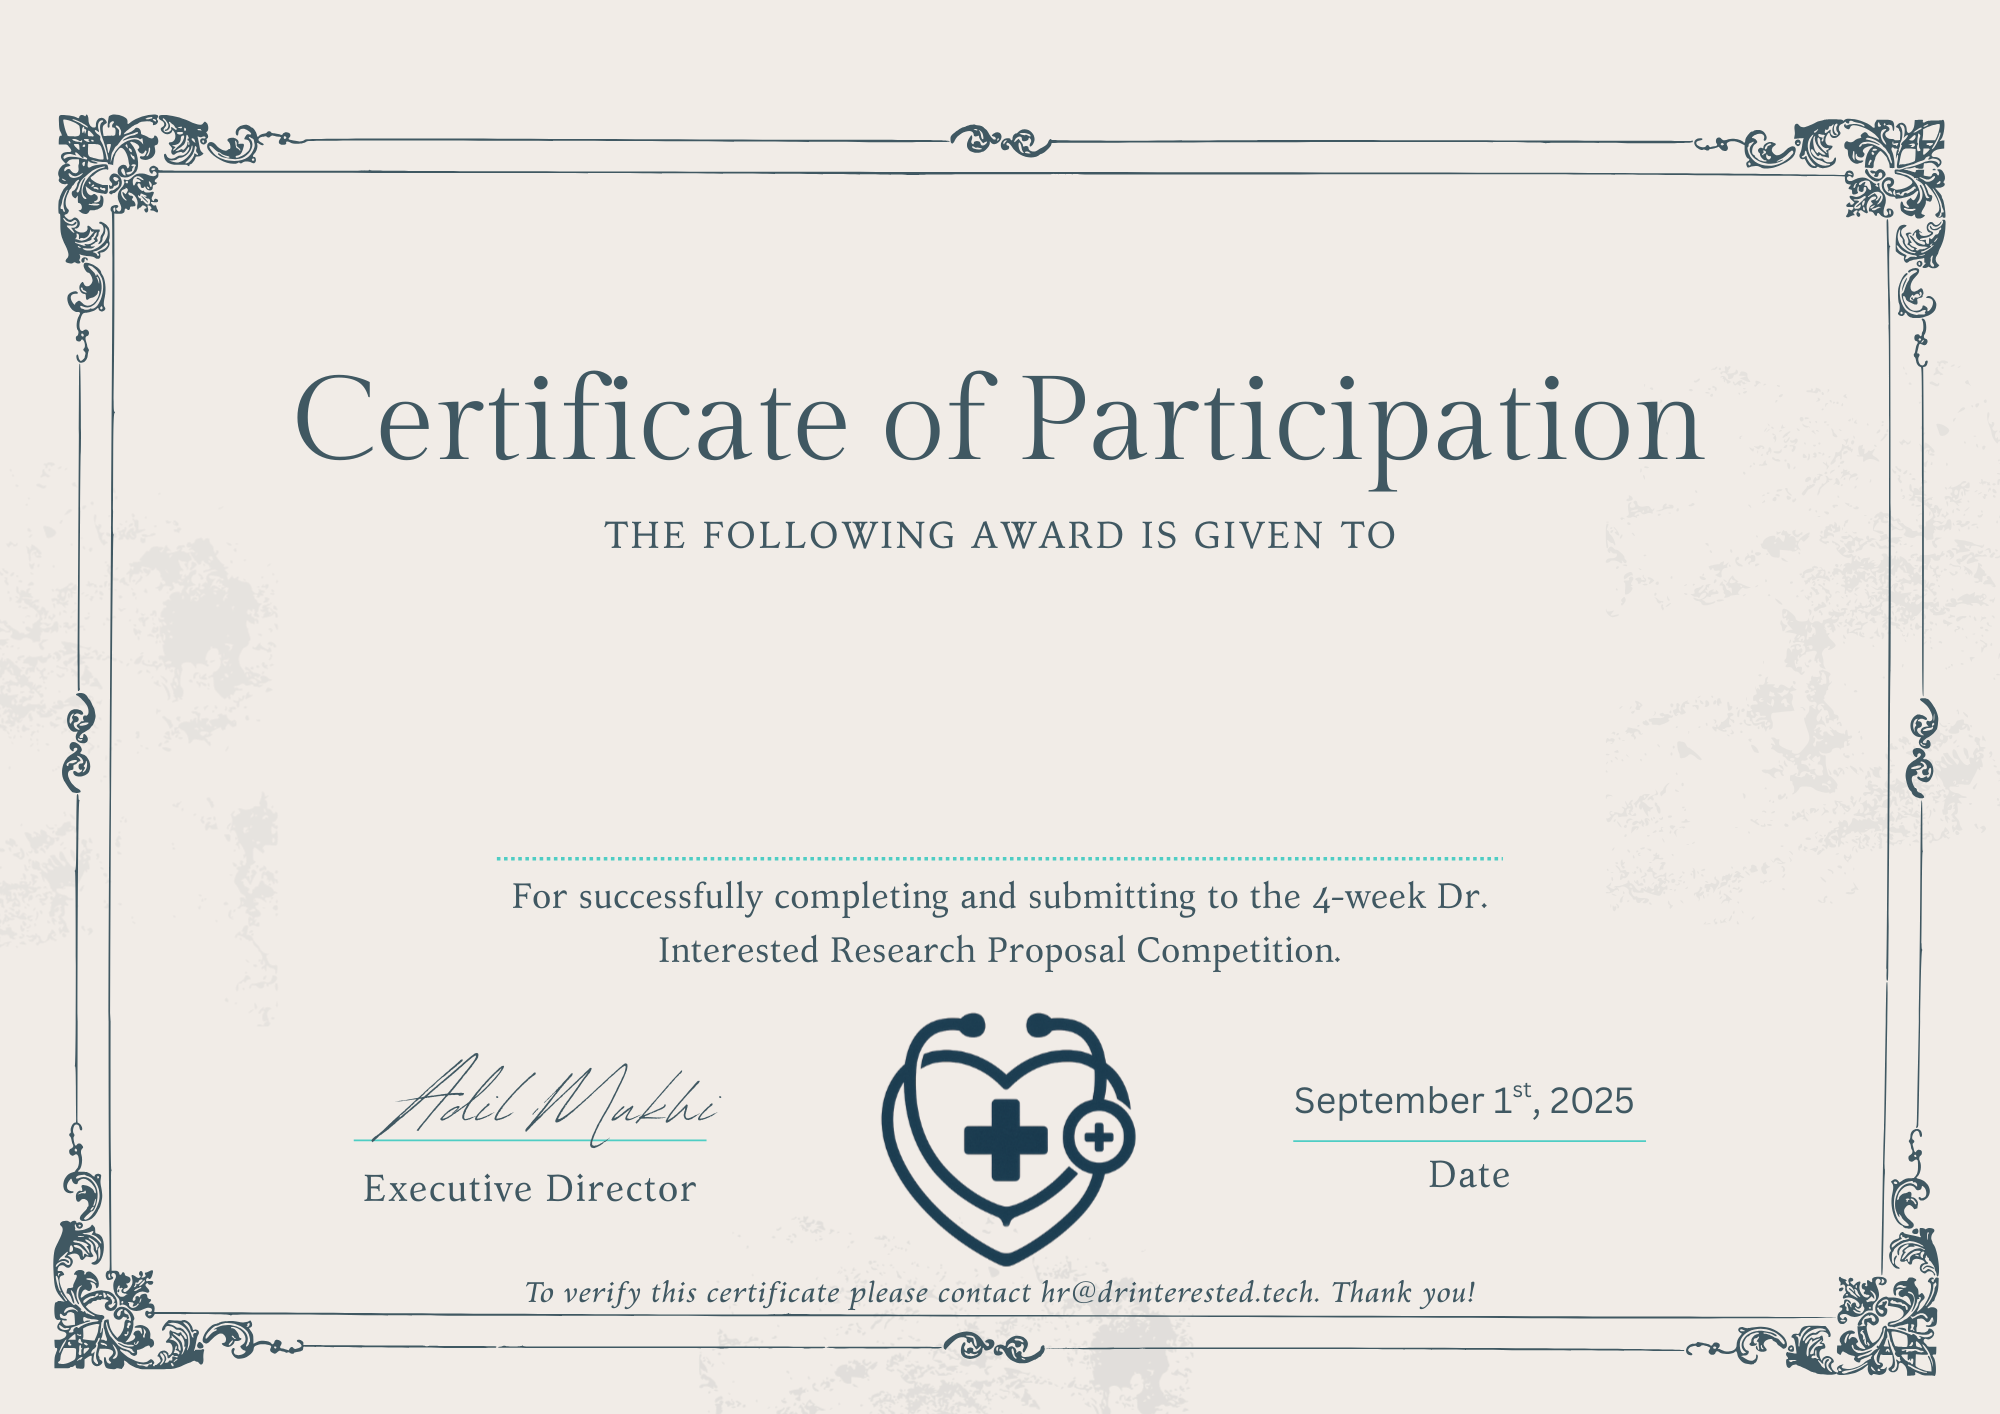 Certificate of Participation
THE FOLLOWING AWARD IS GIVEN TO
For successfully completing and submitting to the 4-week Dr.
Interested Research Proposal Competition.
Adil Mukhi
Executive Director
September 1st, 2025
Date
To verify this certificate please contact hr@drinterested.tech. Thank you!